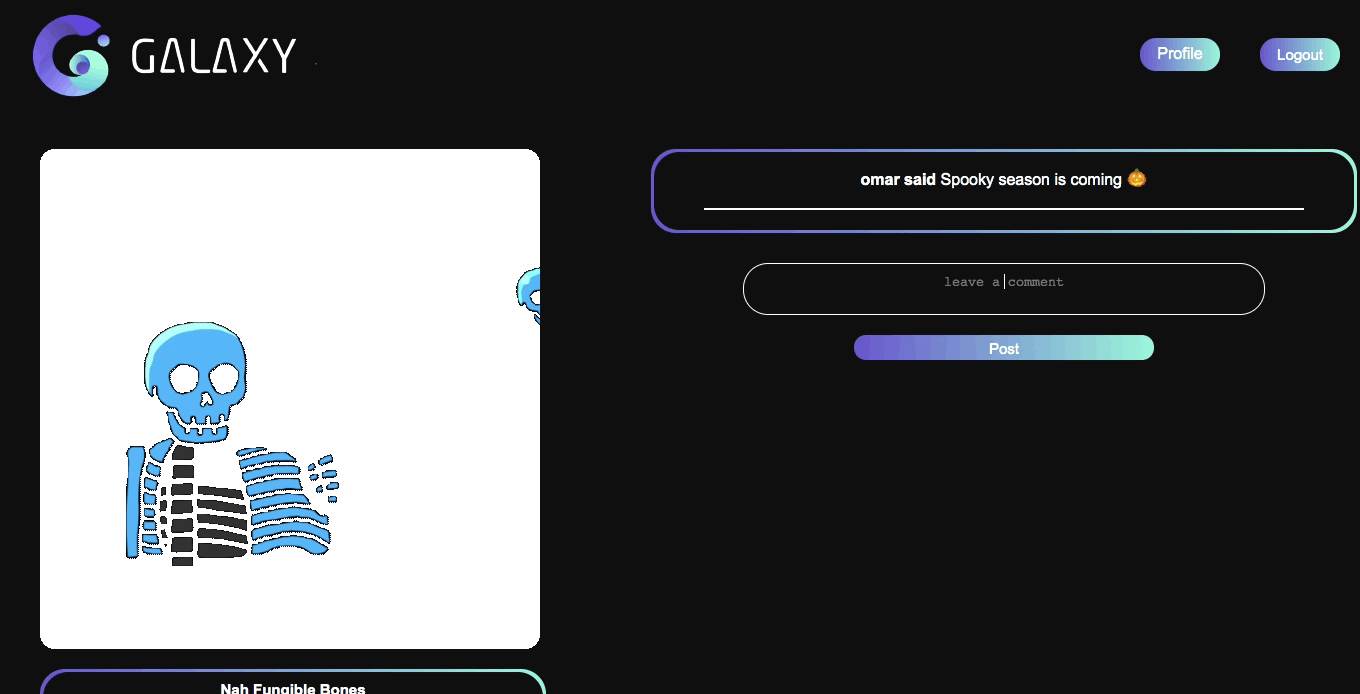 GALAXY
Profile
Logout
omar said Spooky season is coming 🎃
leave a comment
Post
Nah Fungible Bones